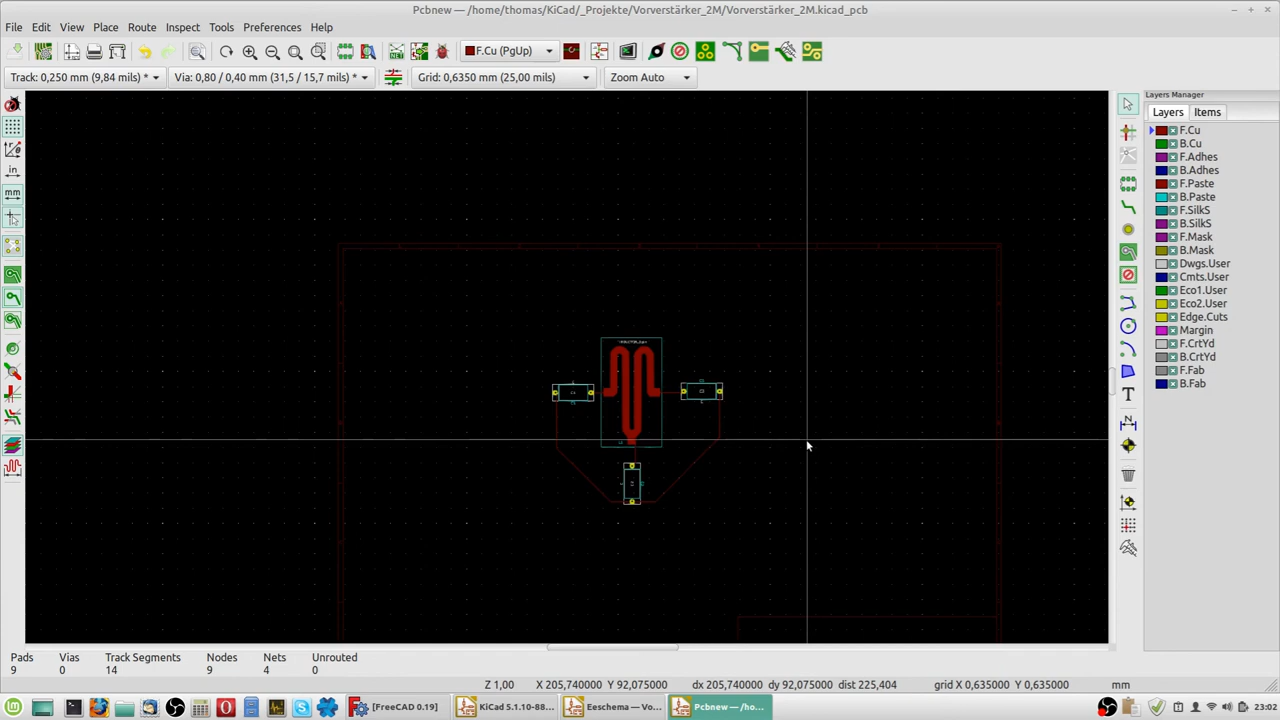 Pcbnew — /home/thomas/KiCad/_Projekte/Vorverstärker_2M/Vorverstärker_2M.kicad_pcb
File Edit View Place Route Inspect Tools Preferences Help
F.Cu (PgUp)
Track: 0,250 mm (9,84 mils) * Via: 0,80 / 0,40 mm (31,5 / 15,7 mils) * Grid: 0,6350 mm (25,00 mils) Zoom Auto
Layers Manager
Layers Items
F.Cu
B.Cu
F.Adhes
B.Adhes
F.Paste
B.Paste
F.SilkS
B.SilkS
F.Mask
B.Mask
Dwgs.User
Cmts.User
Eco1.User
Eco2.User
Edge.Cuts
Margin
F.CrtYd
B.CrtYd
F.Fab
B.Fab
in
mm
NET
T
N
Pads Vias Track Segments Nodes Nets Unrouted
9 0 14 9 4 0
Z 1,00 X 205,740000 Y 92,075000 dx 205,740000 dy 92,075000 dist 225,404 grid X 0,635000 Y 0,635000 mm
[FreeCAD 0.19] KiCad 5.1.10-88... Eeschema — Vo... Pcbnew — /ho... 23:02